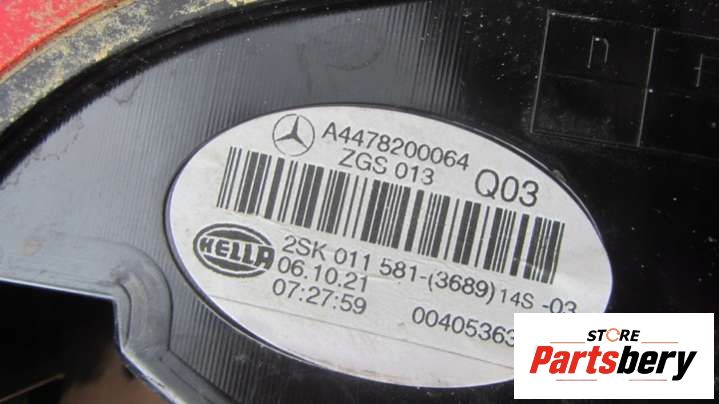 A4478200064
ZGS 013
Q03
HELLA
2SK 011 581-(3689)14S -03
06.10.21
07:27:59
STORE
Partsbery